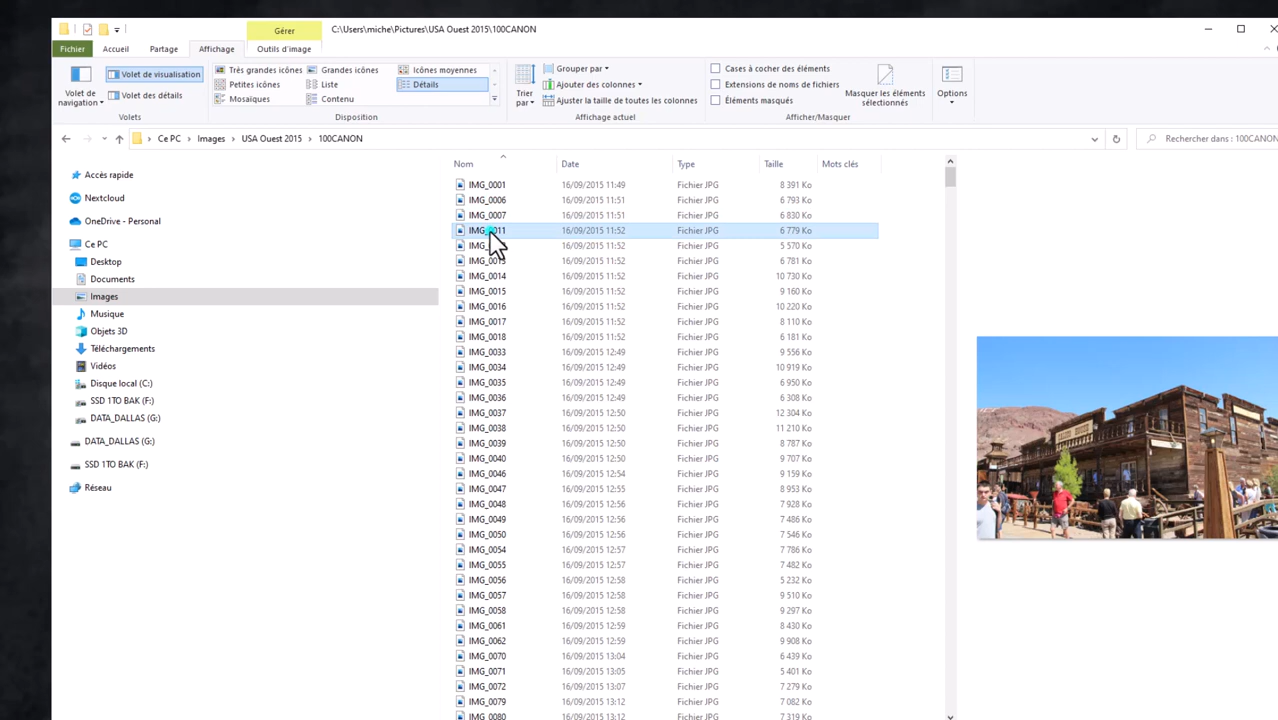 Gérer
C:\Users\miche\Pictures\USA Ouest 2015\100CANON
Fichier Accueil Partage Affichage Outils d'image
Volet de navigation
Volet de visualisation
Volet des détails
Volets
Très grandes icônes Grandes icônes Icônes moyennes
Petites icônes Liste Détails
Mosaïques Contenu
Disposition
Trier par
Grouper par
Ajouter des colonnes
Ajuster la taille de toutes les colonnes
Affichage actuel
Cases à cocher des éléments
Extensions de noms de fichiers
Éléments masqués
Masquer les éléments sélectionnés
Afficher/Masquer
Options
Ce PC > Images > USA Ouest 2015 > 100CANON
Rechercher dans : 100CANON
Accès rapide
Nextcloud
OneDrive - Personal
Ce PC
Desktop
Documents
Images
Musique
Objets 3D
Téléchargements
Vidéos
Disque local (C:)
SSD 1TO BAK (F:)
DATA_DALLAS (G:)
DATA_DALLAS (G:)
SSD 1TO BAK (F:)
Réseau
Nom Date Type Taille Mots clés
IMG_0001 16/09/2015 11:49 Fichier JPG 8 391 Ko
IMG_0006 16/09/2015 11:51 Fichier JPG 6 793 Ko
IMG_0007 16/09/2015 11:51 Fichier JPG 6 830 Ko
IMG_0011 16/09/2015 11:52 Fichier JPG 6 779 Ko
16/09/2015 11:52 Fichier JPG 5 570 Ko
IMG_0013 16/09/2015 11:52 Fichier JPG 6 781 Ko
IMG_0014 16/09/2015 11:52 Fichier JPG 10 730 Ko
IMG_0015 16/09/2015 11:52 Fichier JPG 9 160 Ko
IMG_0016 16/09/2015 11:52 Fichier JPG 10 220 Ko
IMG_0017 16/09/2015 11:52 Fichier JPG 8 110 Ko
IMG_0018 16/09/2015 11:52 Fichier JPG 6 181 Ko
IMG_0033 16/09/2015 12:49 Fichier JPG 9 556 Ko
IMG_0034 16/09/2015 12:49 Fichier JPG 10 919 Ko
IMG_0035 16/09/2015 12:49 Fichier JPG 6 950 Ko
IMG_0036 16/09/2015 12:49 Fichier JPG 6 308 Ko
IMG_0037 16/09/2015 12:50 Fichier JPG 12 304 Ko
IMG_0038 16/09/2015 12:50 Fichier JPG 11 210 Ko
IMG_0039 16/09/2015 12:50 Fichier JPG 8 787 Ko
IMG_0040 16/09/2015 12:50 Fichier JPG 9 707 Ko
IMG_0046 16/09/2015 12:54 Fichier JPG 9 159 Ko
IMG_0047 16/09/2015 12:55 Fichier JPG 8 953 Ko
IMG_0048 16/09/2015 12:56 Fichier JPG 7 928 Ko
IMG_0049 16/09/2015 12:56 Fichier JPG 7 486 Ko
IMG_0050 16/09/2015 12:56 Fichier JPG 7 546 Ko
IMG_0054 16/09/2015 12:57 Fichier JPG 7 786 Ko
IMG_0055 16/09/2015 12:57 Fichier JPG 7 482 Ko
IMG_0056 16/09/2015 12:58 Fichier JPG 5 232 Ko
IMG_0057 16/09/2015 12:58 Fichier JPG 9 510 Ko
IMG_0058 16/09/2015 12:58 Fichier JPG 9 297 Ko
IMG_0061 16/09/2015 12:59 Fichier JPG 8 430 Ko
IMG_0062 16/09/2015 12:59 Fichier JPG 9 908 Ko
IMG_0070 16/09/2015 13:04 Fichier JPG 6 439 Ko
IMG_0071 16/09/2015 13:05 Fichier JPG 5 401 Ko
IMG_0072 16/09/2015 13:07 Fichier JPG 7 279 Ko
IMG_0079 16/09/2015 13:12 Fichier JPG 7 082 Ko
IMG_0080 16/09/2015 13:12 Fichier JPG 7 319 Ko